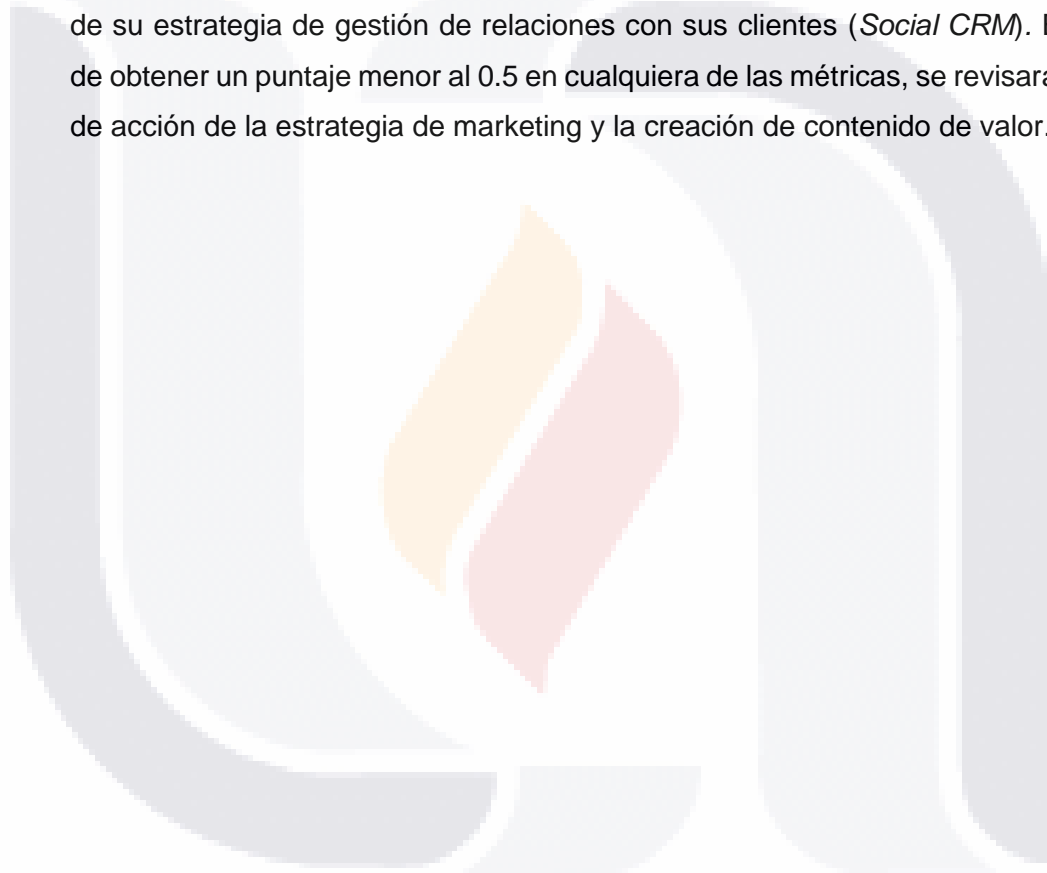 de su estrategia de gestión de relaciones con sus clientes (Social CRM).
de obtener un puntaje menor al 0.5 en cualquiera de las métricas, se revisara
de acción de la estrategia de marketing y la creación de contenido de valor.